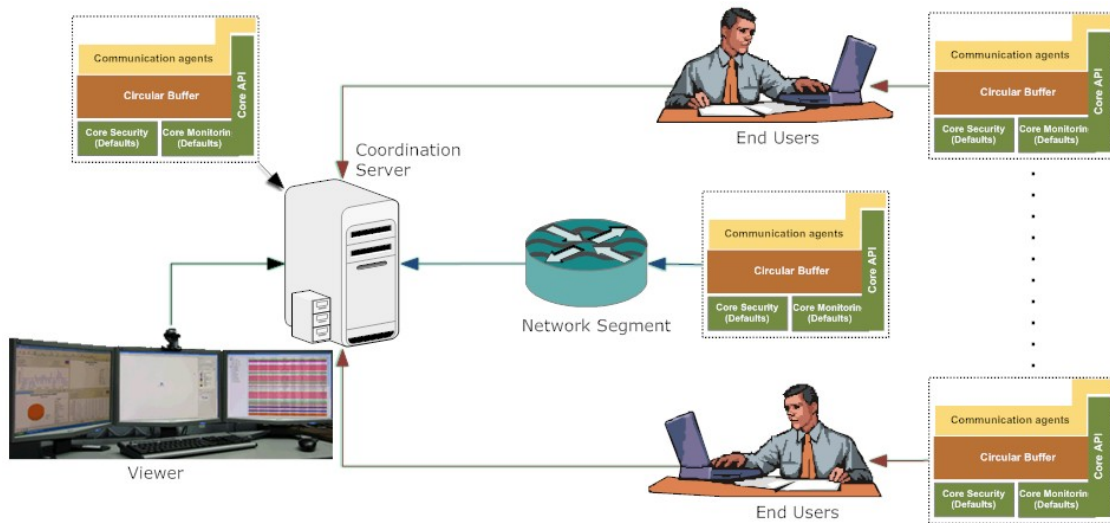 Communication agents
Circular Buffer
Core API
Core Security
(Defaults)
Core Monitorin
(Defaults)
Coordination
Server
End Users
Communication agents
Circular Buffer
Core API
Core Security
(Defaults)
Core Monitorin
(Defaults)
Network Segment
Communication agents
Circular Buffer
Core API
Core Security
(Defaults)
Core Monitorin
(Defaults)
Viewer
End Users
Communication agents
Circular Buffer
Core API
Core Security
(Defaults)
Core Monitorin
(Defaults)